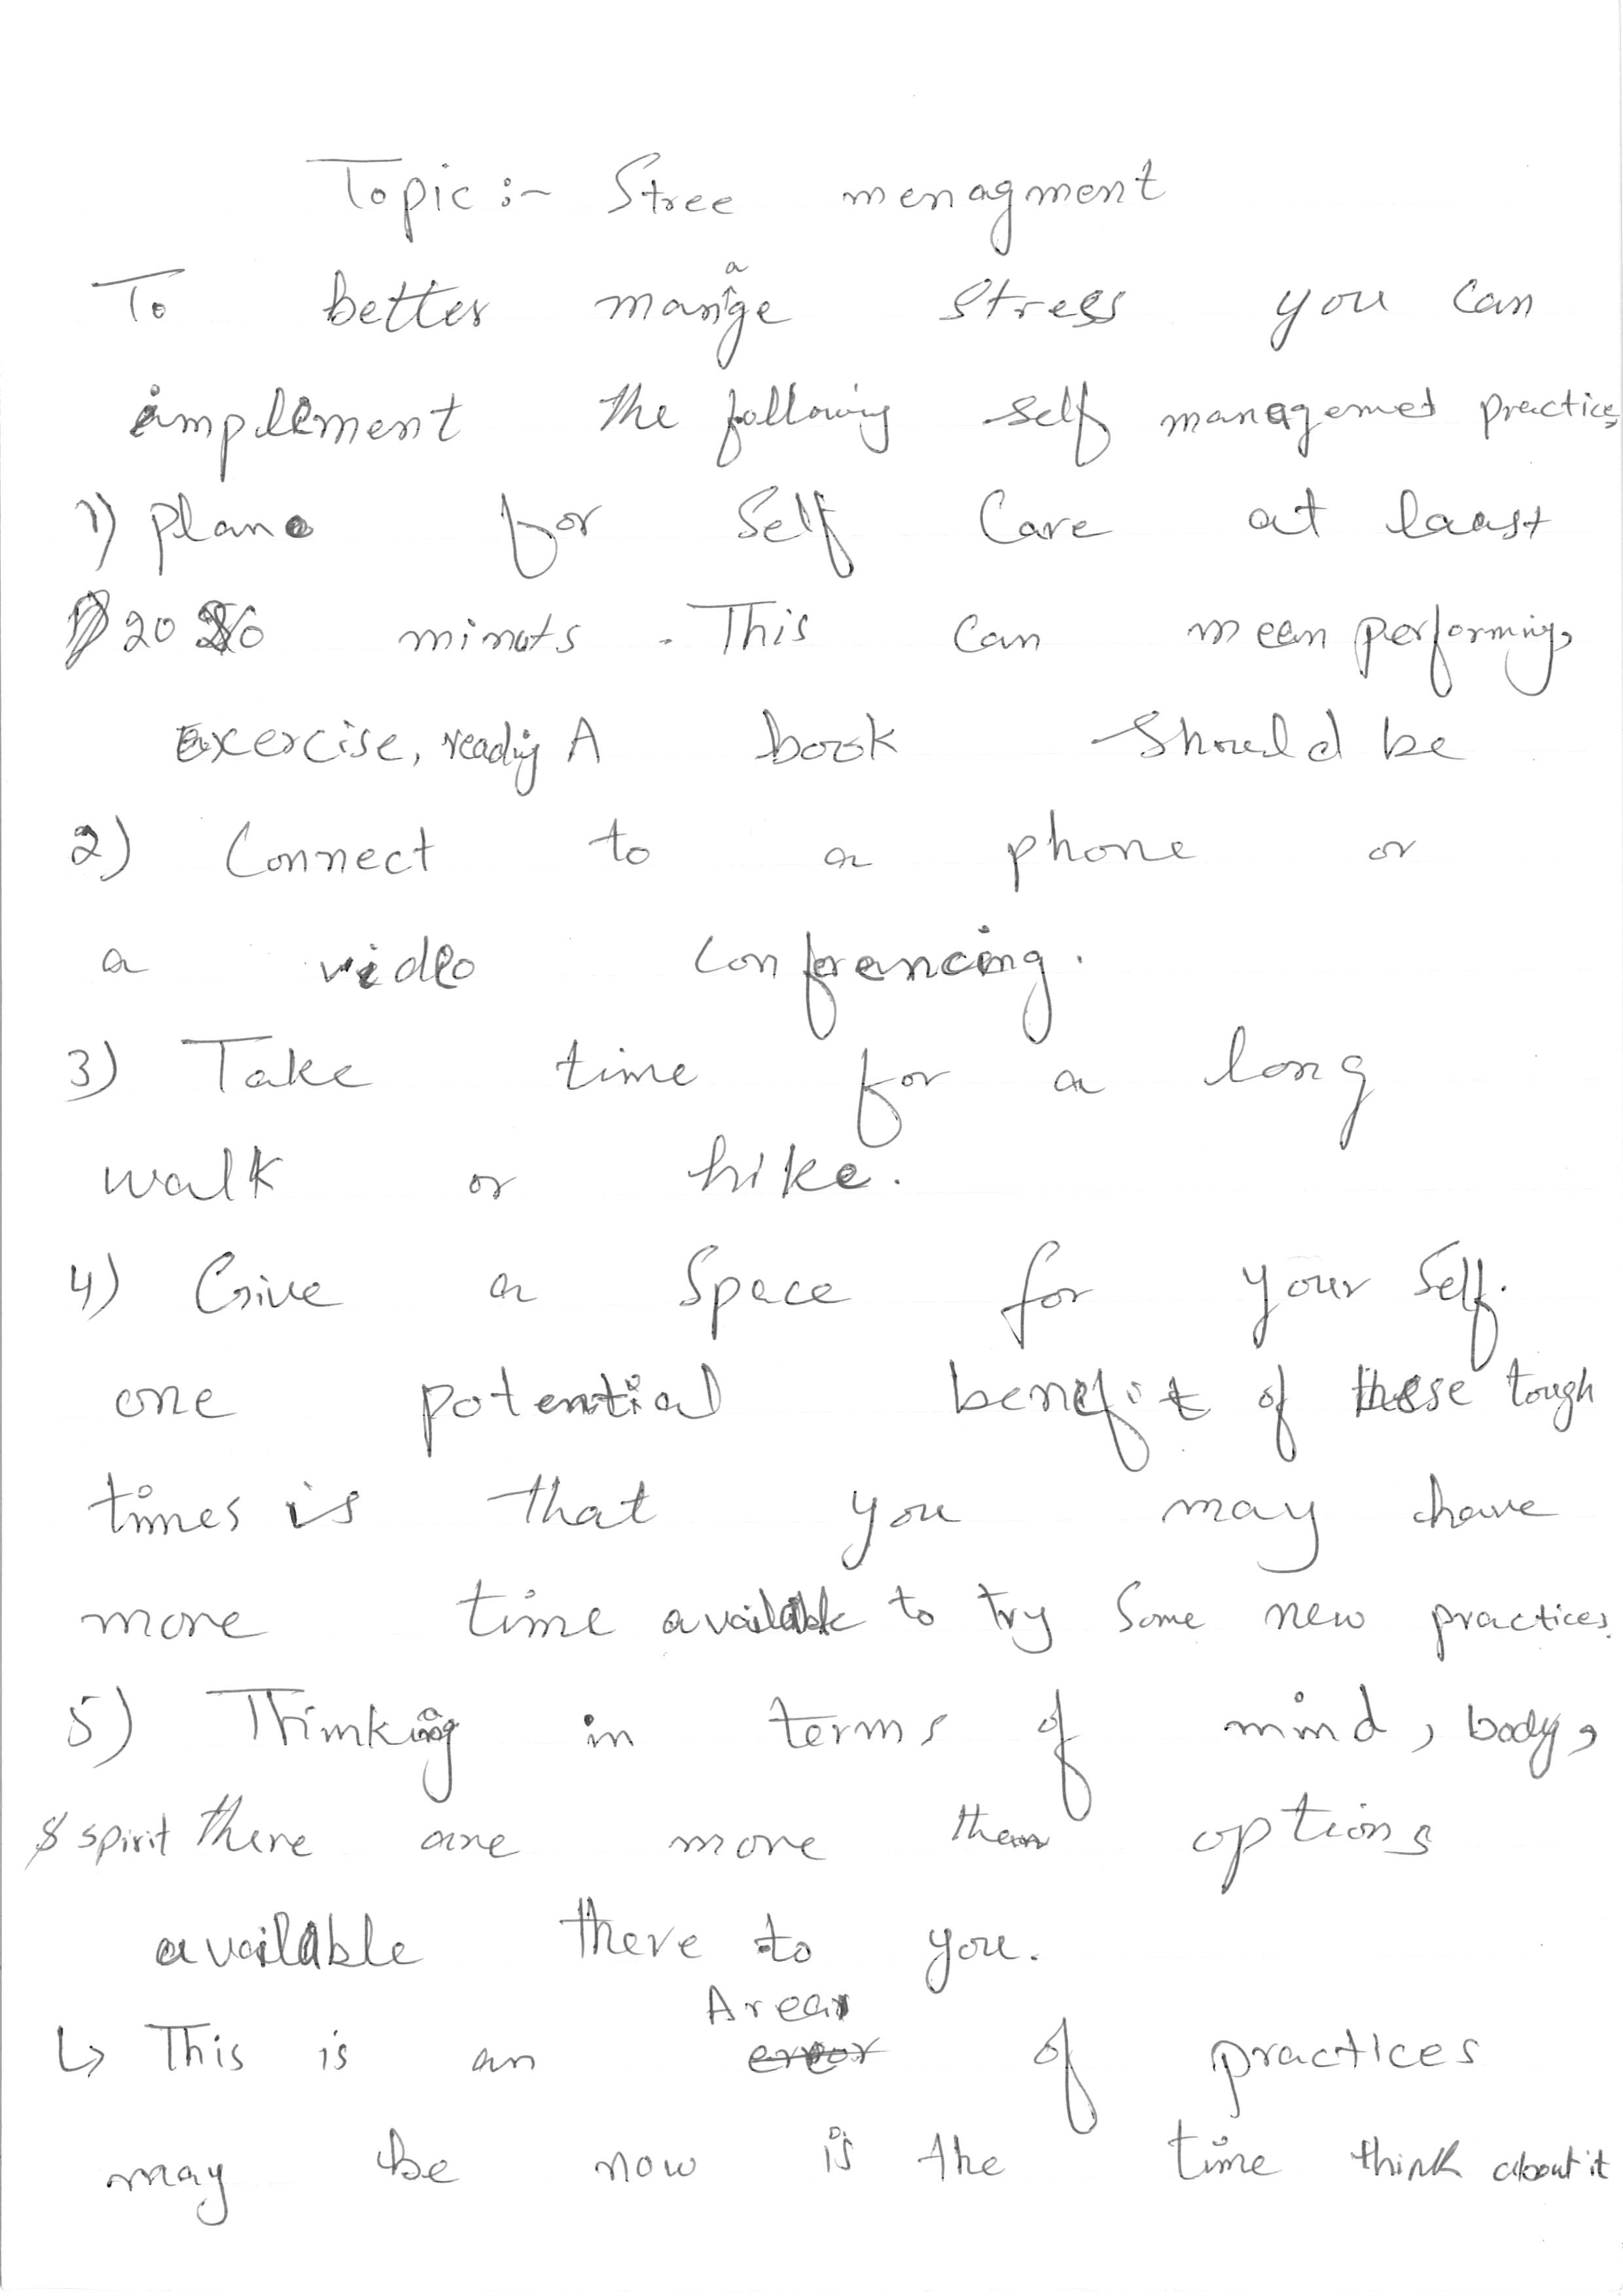 Topic :- Stree menagment
To better manage stress you can
implement the following self managemet practices
1) plan for Self Care at laast
20 minuts . This can mean performing,
Exercise, readig A book should be
2) Connect to a phone or
a video conferancing.
3) Take time for a long
walk or hike.
4) Give a Space for your Self.
one potential benefit of these tough
times is that you may have
more time available to try Some new practices.
5) Thinking in terms of mind, body,
& spirit there are more than options
available there to you.
↳ This is an Arear of practices
may be now is the time think about it